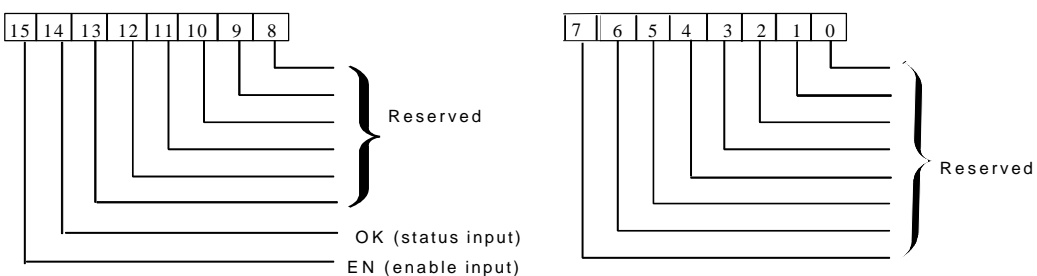 15 14 13 12 11 10 9 8
7 6 5 4 3 2 1 0
Reserved
Reserved
OK (status input)
EN (enable input)